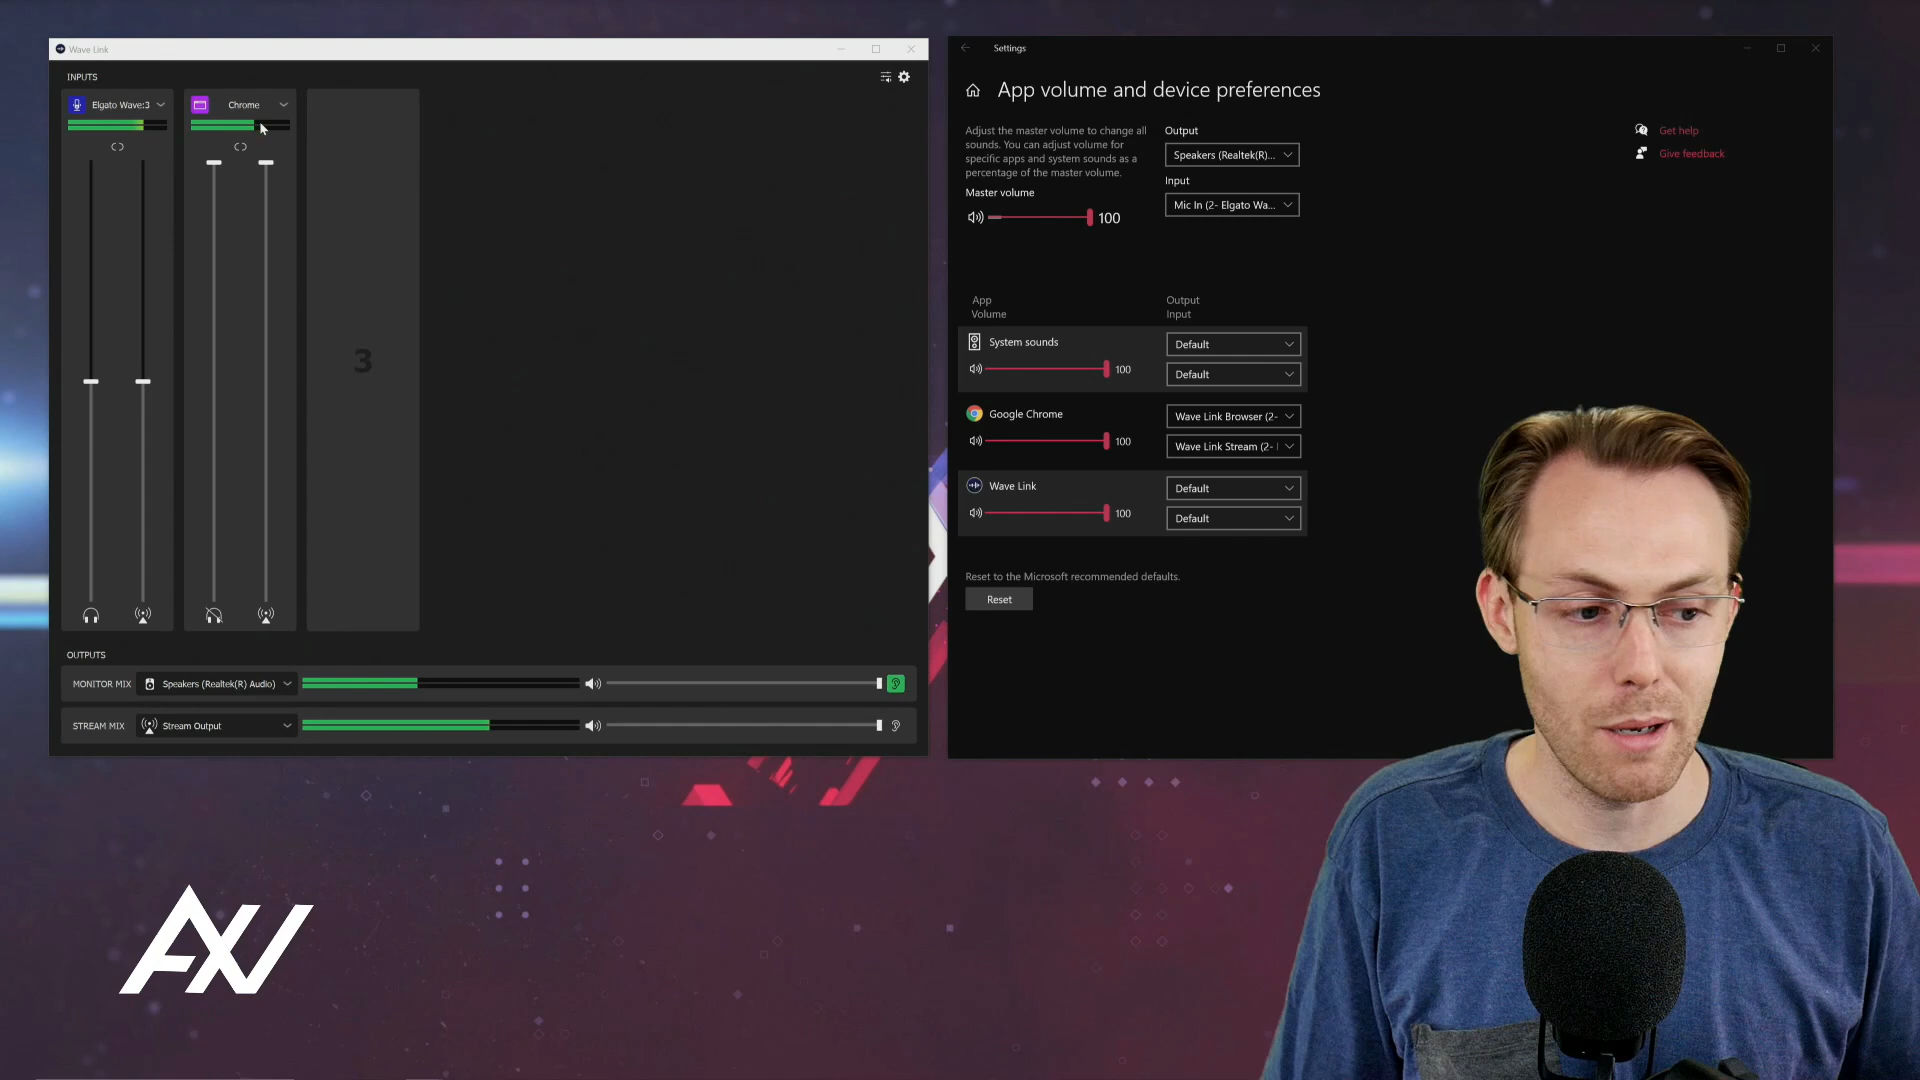 Wave Link
INPUTS
Elgato Wave:3
Chrome
3
OUTPUTS
MONITOR MIX
Speakers (Realtek(R) Audio)
STREAM MIX
Stream Output
Settings
App volume and device preferences
Adjust the master volume to change all
sounds. You can adjust volume for
specific apps and system sounds as a
percentage of the master volume.
Master volume
100
Output
Speakers (Realtek(R)...
Input
Mic In (2- Elgato Wa...
Get help
Give feedback
App
Volume
Output
Input
System sounds
100
Default
Default
Google Chrome
100
Wave Link Browser (2-
Wave Link Stream (2-
Wave Link
100
Default
Default
Reset to the Microsoft recommended defaults.
Reset